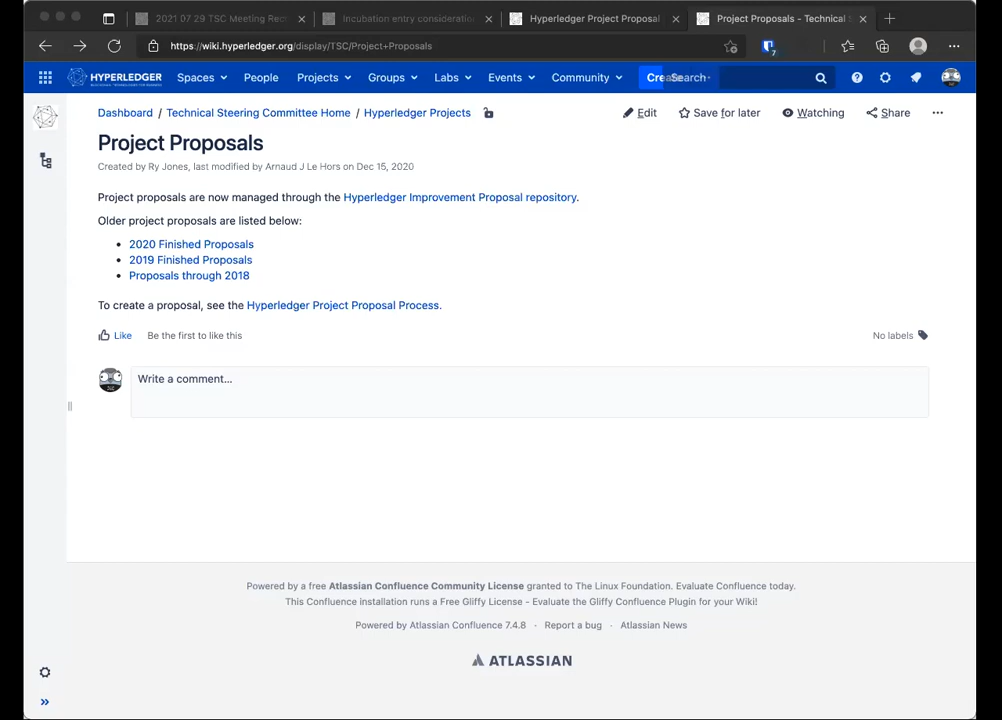 2021 07 29 TSC Meeting Rec
Incubation entry consideratio
Hyperledger Project Proposal
Project Proposals - Technical
https://wiki.hyperledger.org/display/TSC/Project+Proposals
7
HYPERLEDGER
Spaces
People
Projects
Groups
Labs
Events
Community
Create
Search
Dashboard / Technical Steering Committee Home / Hyperledger Projects
Edit
Save for later
Watching
Share
Project Proposals
Created by Ry Jones, last modified by Arnaud J Le Hors on Dec 15, 2020
Project proposals are now managed through the Hyperledger Improvement Proposal repository.
Older project proposals are listed below:
• 2020 Finished Proposals
• 2019 Finished Proposals
• Proposals through 2018
To create a proposal, see the Hyperledger Project Proposal Process.
Like
Be the first to like this
No labels
Write a comment...
Powered by a free Atlassian Confluence Community License granted to The Linux Foundation. Evaluate Confluence today.
This Confluence installation runs a Free Gliffy License - Evaluate the Gliffy Confluence Plugin for your Wiki!
Powered by Atlassian Confluence 7.4.8 · Report a bug · Atlassian News
ATLASSIAN